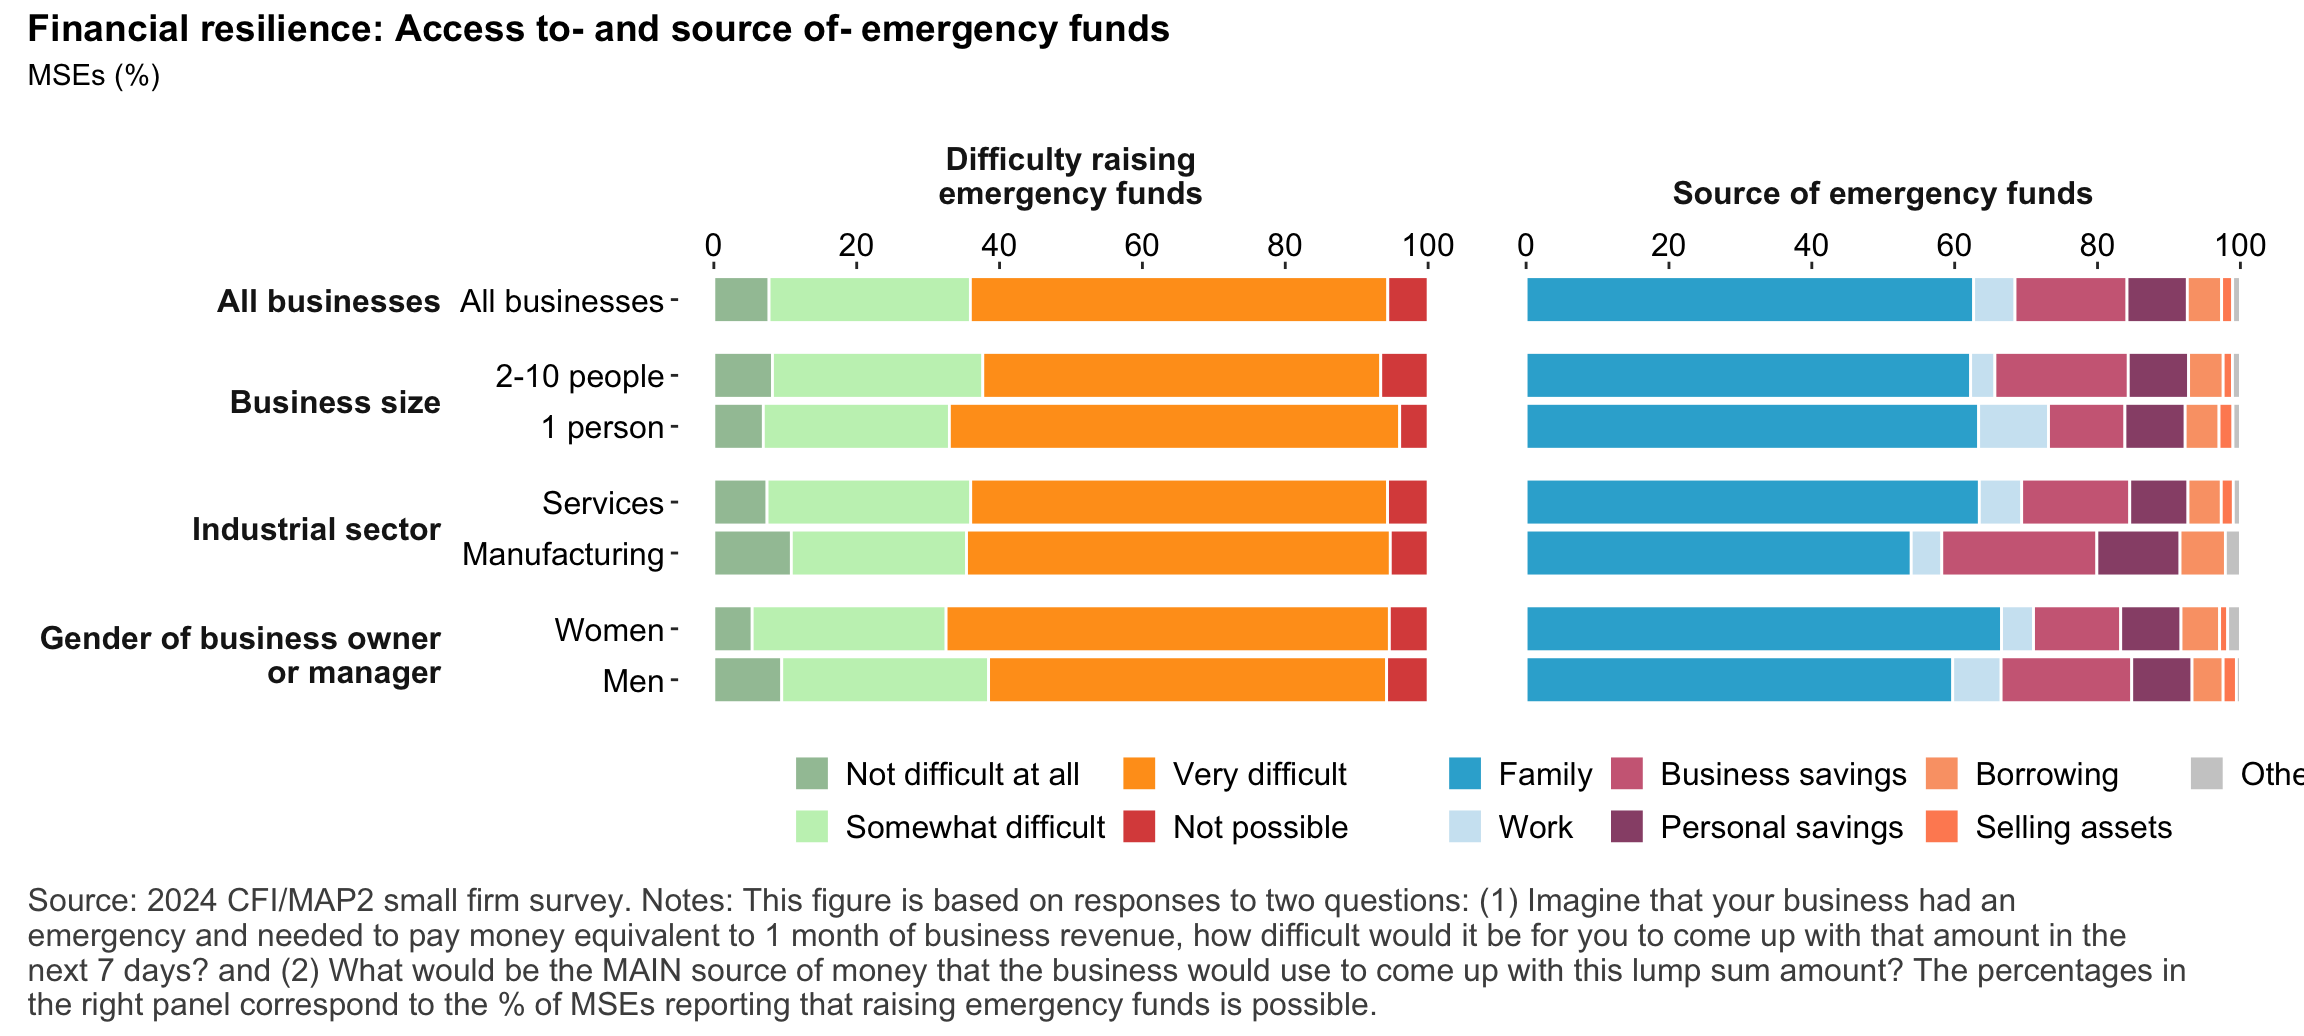 Financial resilience: Access to- and source of- emergency funds
MSEs (%)
Difficulty raising
emergency funds
Source of emergency funds
0 20 40 60 80 100
0 20 40 60 80 100
All businesses
All businesses
Business size
2-10 people
1 person
Industrial sector
Services
Manufacturing
Gender of business owner
or manager
Women
Men
Not difficult at all
Very difficult
Somewhat difficult
Not possible
Family
Business savings
Borrowing
Othe
Work
Personal savings
Selling assets
Source: 2024 CFI/MAP2 small firm survey. Notes: This figure is based on responses to two questions: (1) Imagine that your business had an
emergency and needed to pay money equivalent to 1 month of business revenue, how difficult would it be for you to come up with that amount in the
next 7 days? and (2) What would be the MAIN source of money that the business would use to come up with this lump sum amount? The percentages in
the right panel correspond to the % of MSEs reporting that raising emergency funds is possible.